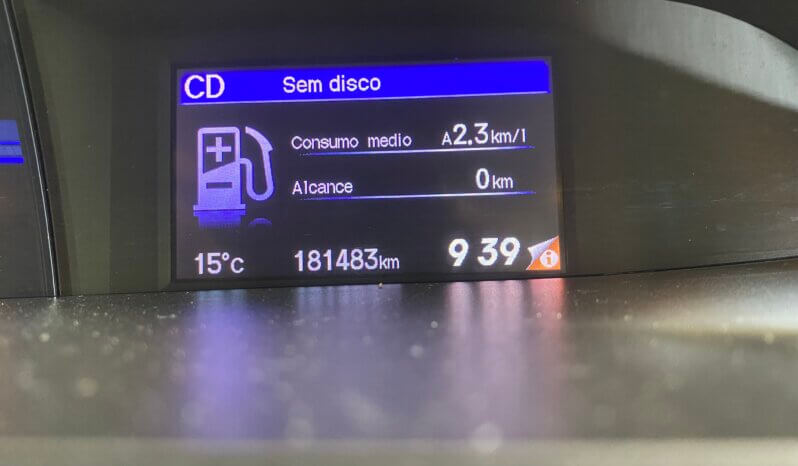 CD Sem disco
Consumo medio A2.3km/l
Alcance 0km
15°c 181483km 9 39 i